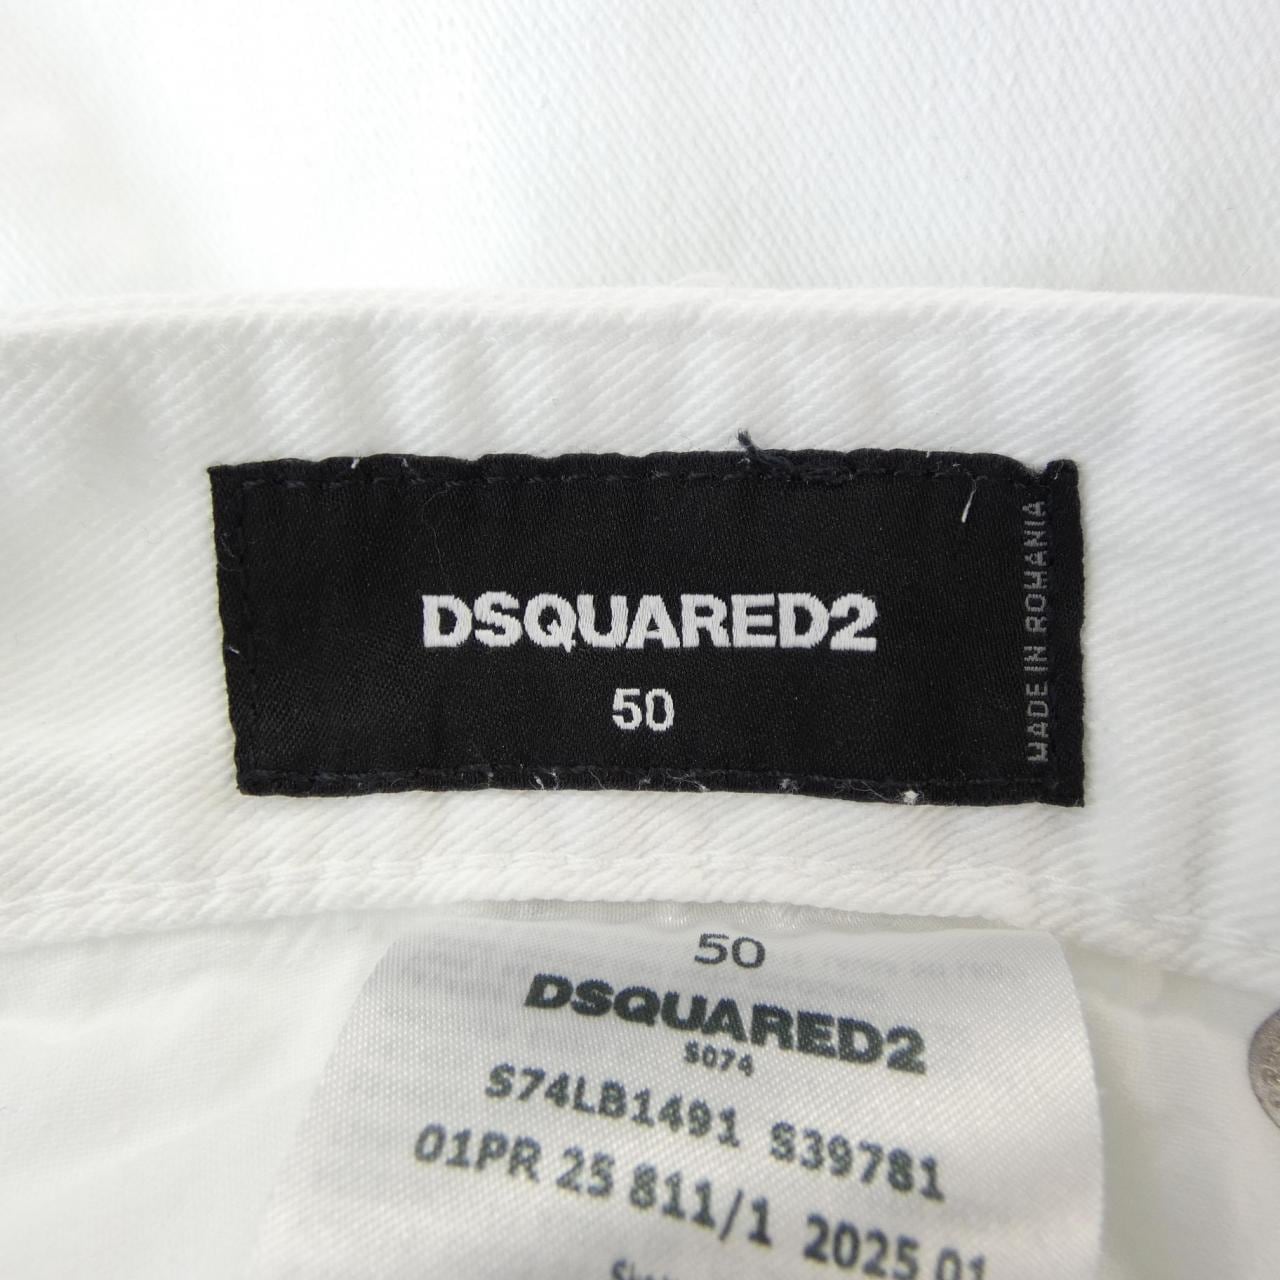 DSQUARED2
50
MADE IN ROMANIA
50
DSQUARED2
S074
S74LB1491 S39781
01PR 25 811/1 2025 01